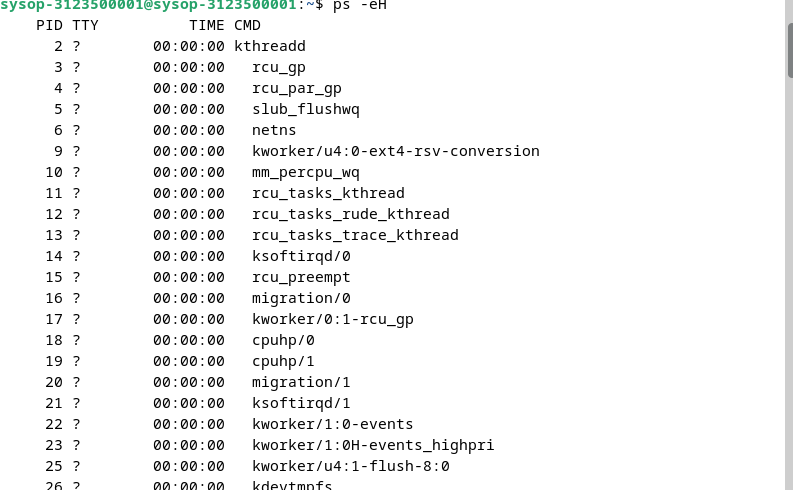 sysop-3123500001@sysop-3123500001:~$ ps -eH
    PID TTY          TIME CMD
      2 ?        00:00:00 kthreadd
      3 ?        00:00:00   rcu_gp
      4 ?        00:00:00   rcu_par_gp
      5 ?        00:00:00   slub_flushwq
      6 ?        00:00:00   netns
      9 ?        00:00:00   kworker/u4:0-ext4-rsv-conversion
     10 ?        00:00:00   mm_percpu_wq
     11 ?        00:00:00   rcu_tasks_kthread
     12 ?        00:00:00   rcu_tasks_rude_kthread
     13 ?        00:00:00   rcu_tasks_trace_kthread
     14 ?        00:00:00   ksoftirqd/0
     15 ?        00:00:00   rcu_preempt
     16 ?        00:00:00   migration/0
     17 ?        00:00:00   kworker/0:1-rcu_gp
     18 ?        00:00:00   cpuhp/0
     19 ?        00:00:00   cpuhp/1
     20 ?        00:00:00   migration/1
     21 ?        00:00:00   ksoftirqd/1
     22 ?        00:00:00   kworker/1:0-events
     23 ?        00:00:00   kworker/1:0H-events_highpri
     25 ?        00:00:00   kworker/u4:1-flush-8:0
     26 ?        00:00:00   kdevtmpfs